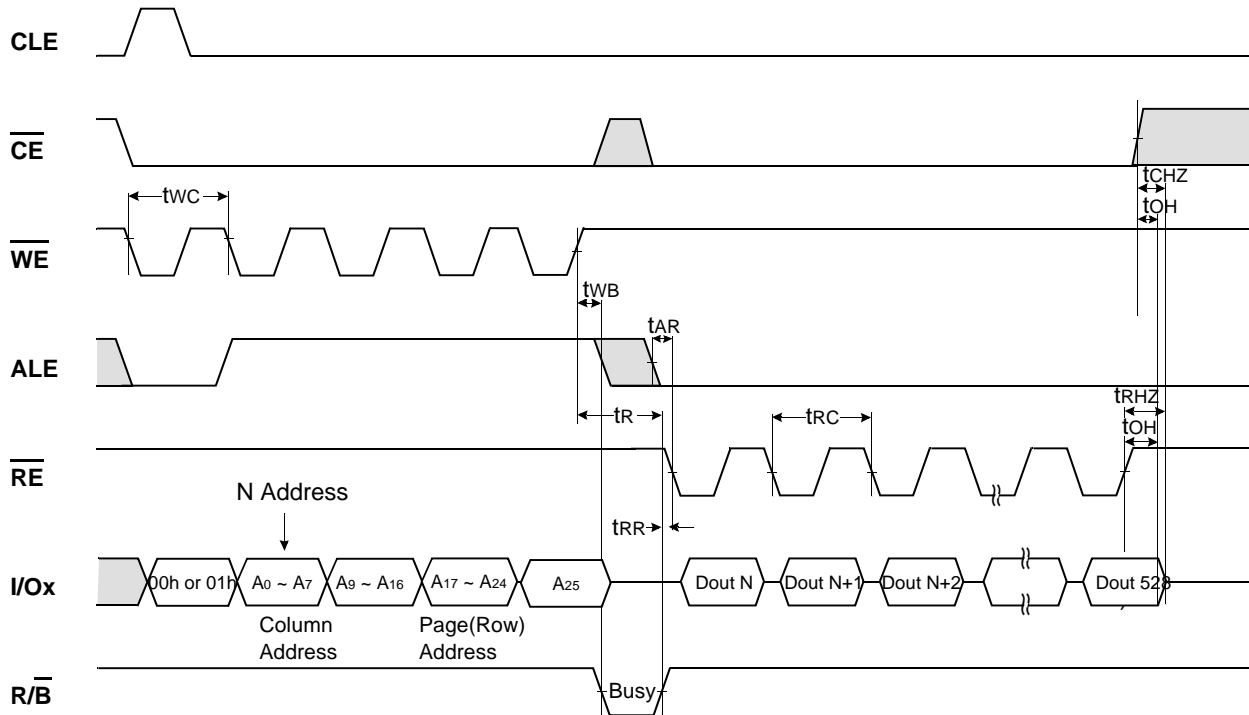 CLE
CE
tCHZ
tWC
tOH
WE
tWB
tAR
ALE
tRHZ
tR
tRC
tOH
RE
N Address
tRR
I/Ox
00h or 01h
A0 ~ A7
A9 ~ A16
A17 ~ A24
A25
Dout N
Dout N+1
Dout N+2
Dout 528
Column
Address
Page(Row)
Address
R/B
Busy